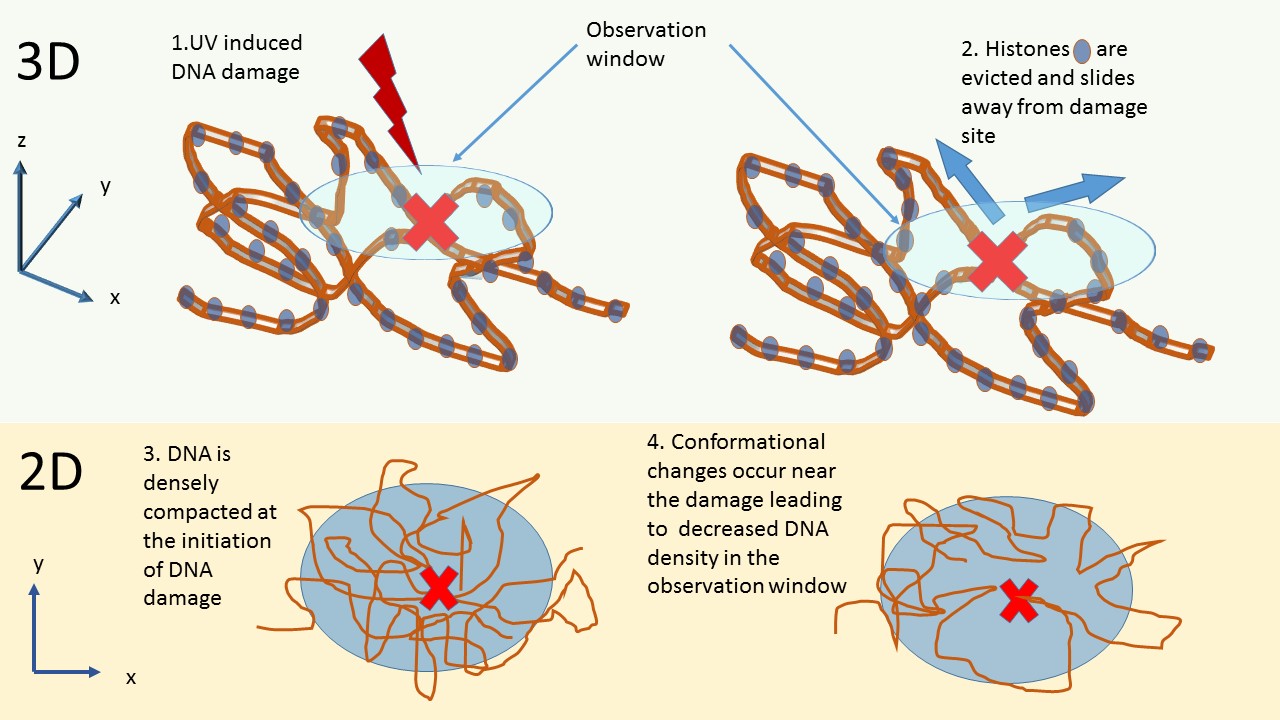 3D
1.UV induced
DNA damage
Observation
window
2. Histones are
evicted and slides
away from damage
site
z
y
x
2D
3. DNA is
densely
compacted at
the initiation
of DNA
damage
4. Conformational
changes occur near
the damage leading
to decreased DNA
density in the
observation window
y
x